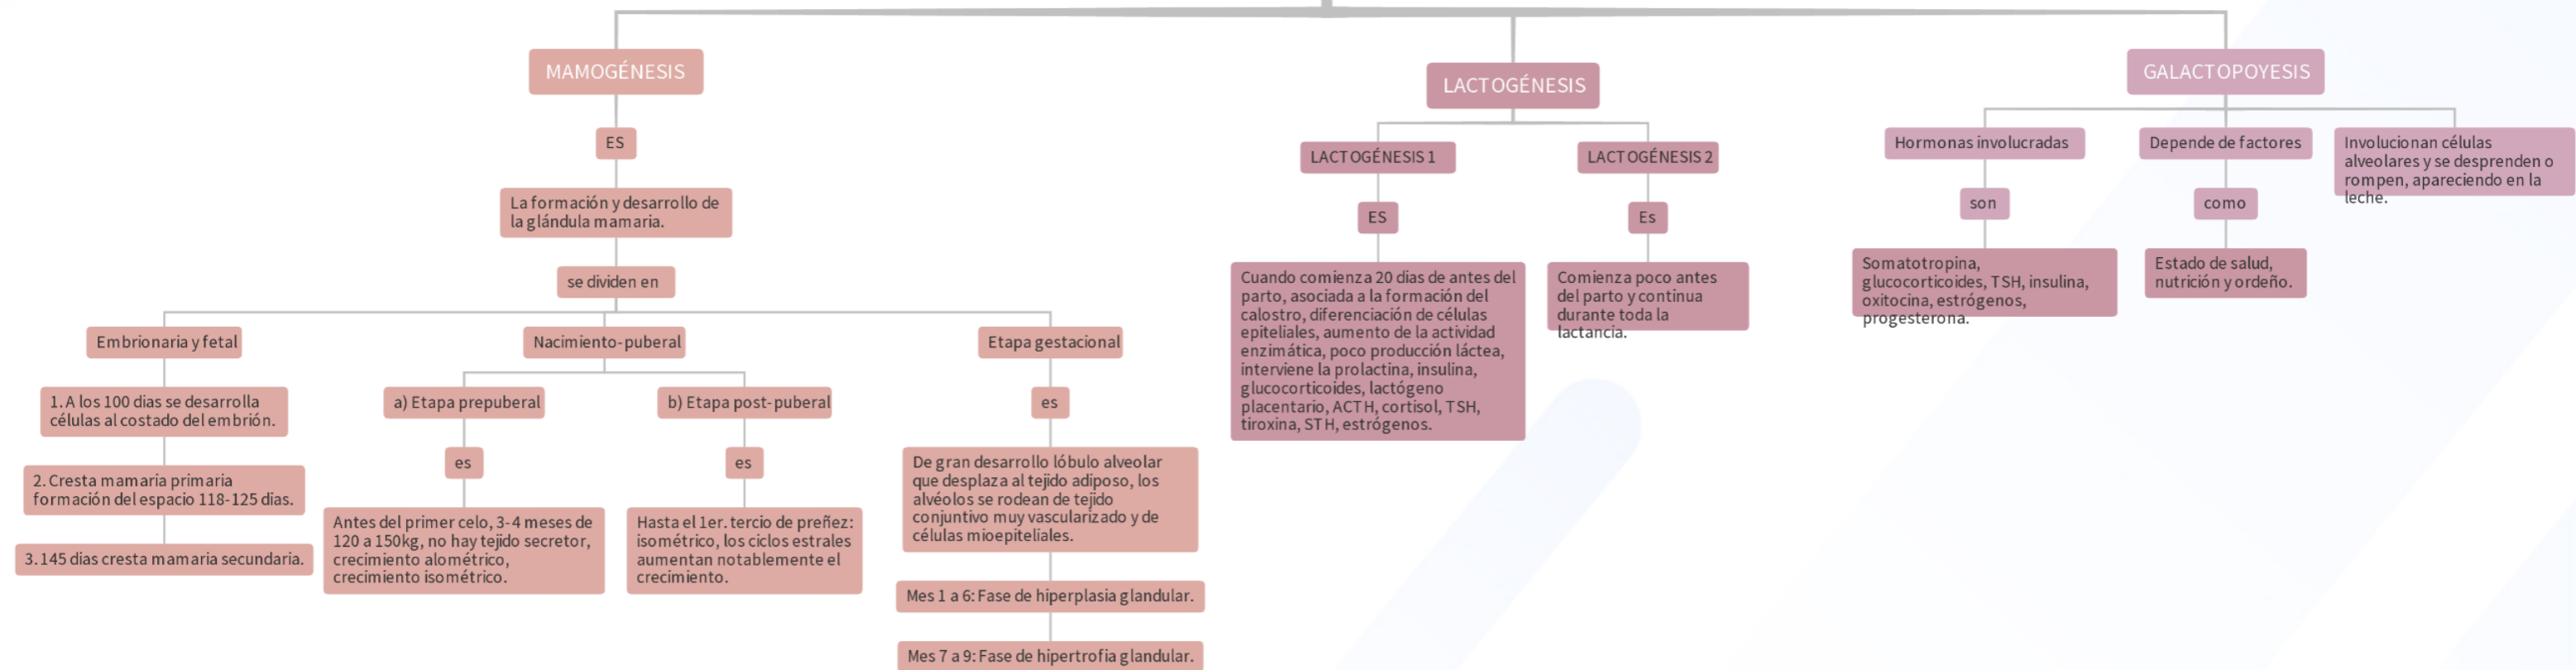 MAMOGÉNESIS
ES
La formación y desarrollo de
la glándula mamaria.
se dividen en
Embrionaria y fetal
1. A los 100 dias se desarrolla
células al costado del embrión.
2. Cresta mamaria primaria
formación del espacio 118-125 dias.
3. 145 dias cresta mamaria secundaria.
Nacimiento-puberal
a) Etapa prepuberal
es
Antes del primer celo, 3-4 meses de
120 a 150kg, no hay tejido secretor,
crecimiento alométrico,
crecimiento isométrico.
b) Etapa post-puberal
es
Hasta el 1er. tercio de preñez:
isométrico, los ciclos estrales
aumentan notablemente el
crecimiento.
Etapa gestacional
es
De gran desarrollo lóbulo alveolar
que desplaza al tejido adiposo, los
alvéolos se rodean de tejido
conjuntivo muy vascularizado y de
células mioepiteliales.
Mes 1 a 6: Fase de hiperplasia glandular.
Mes 7 a 9: Fase de hipertrofia glandular.
LACTOGÉNESIS
LACTOGÉNESIS 1
ES
Cuando comienza 20 dias de antes del
parto, asociada a la formación del
calostro, diferenciación de células
epiteliales, aumento de la actividad
enzimática, poco producción láctea,
interviene la prolactina, insulina,
glucocorticoides, lactógeno
placentario, ACTH, cortisol, TSH,
tiroxina, STH, estrógenos.
LACTOGÉNESIS 2
Es
Comienza poco antes
del parto y continua
durante toda la
lactancia.
GALACTOPOYESIS
Hormonas involucradas
son
Somatotropina,
glucocorticoides, TSH, insulina,
oxitocina, estrógenos,
progesterona.
Depende de factores
como
Estado de salud,
nutrición y ordeño.
Involucionan células
alveolares y se desprenden o
rompen, apareciendo en la
leche.